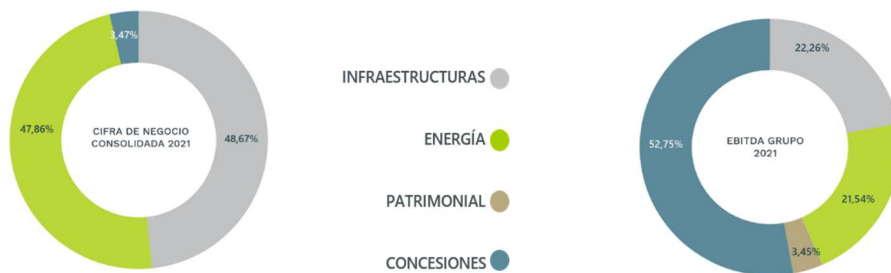 3,47%
47,86%
CIFRA DE NEGOCIO
CONSOLIDADA 2021
48,67%
INFRAESTRUCTURAS
ENERGÍA
PATRIMONIAL
CONCESIONES
22,26%
52,75%
EBITDA GRUPO
2021
21,54%
3,45%